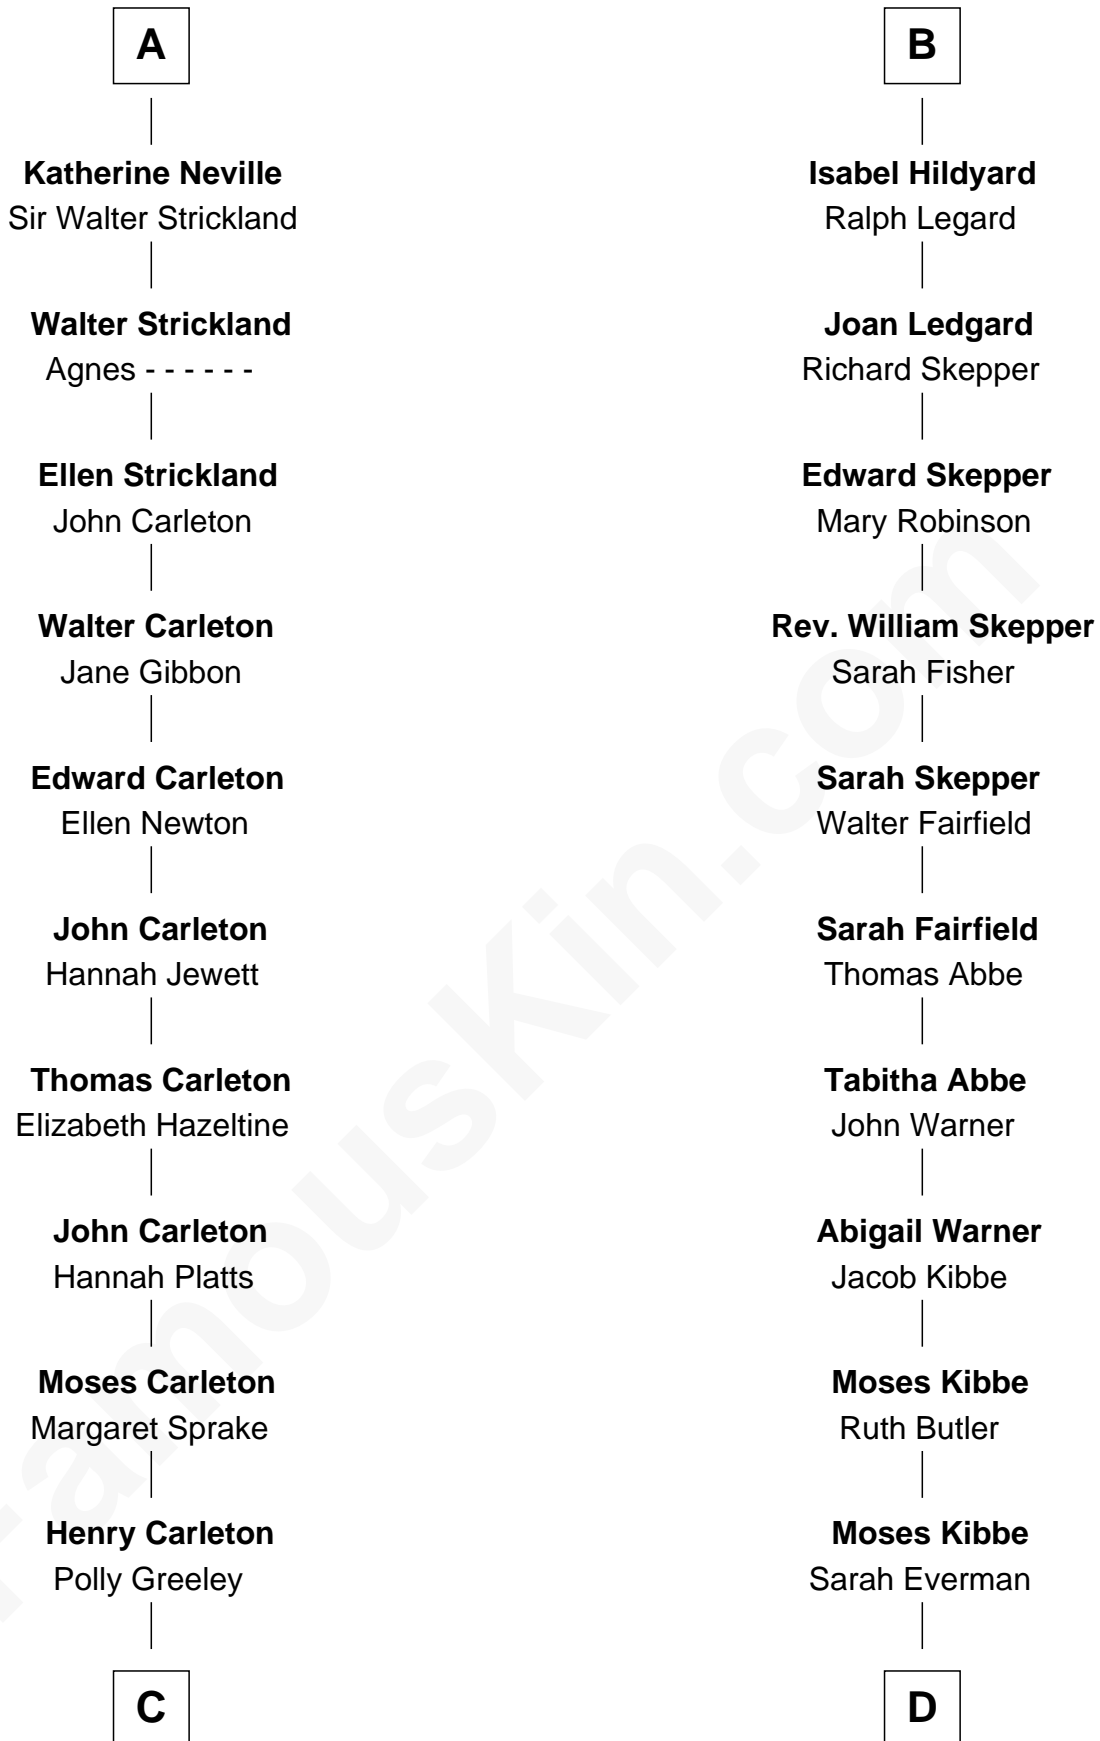 A
Katherine Neville
Sir Walter Strickland
Walter Strickland
Agnes - - - - - -
Ellen Strickland
John Carleton
Walter Carleton
Jane Gibbon
Edward Carleton
Ellen Newton
John Carleton
Hannah Jewett
Thomas Carleton
Elizabeth Hazeltine
John Carleton
Hannah Platts
Moses Carleton
Margaret Sprake
Henry Carleton
Polly Greeley
C
B
Isabel Hildyard
Ralph Legard
Joan Ledgard
Richard Skepper
Edward Skepper
Mary Robinson
Rev. William Skepper
Sarah Fisher
Sarah Skepper
Walter Fairfield
Sarah Fairfield
Thomas Abbe
Tabitha Abbe
John Warner
Abigail Warner
Jacob Kibbe
Moses Kibbe
Ruth Butler
Moses Kibbe
Sarah Everman
D
FamousKin.com